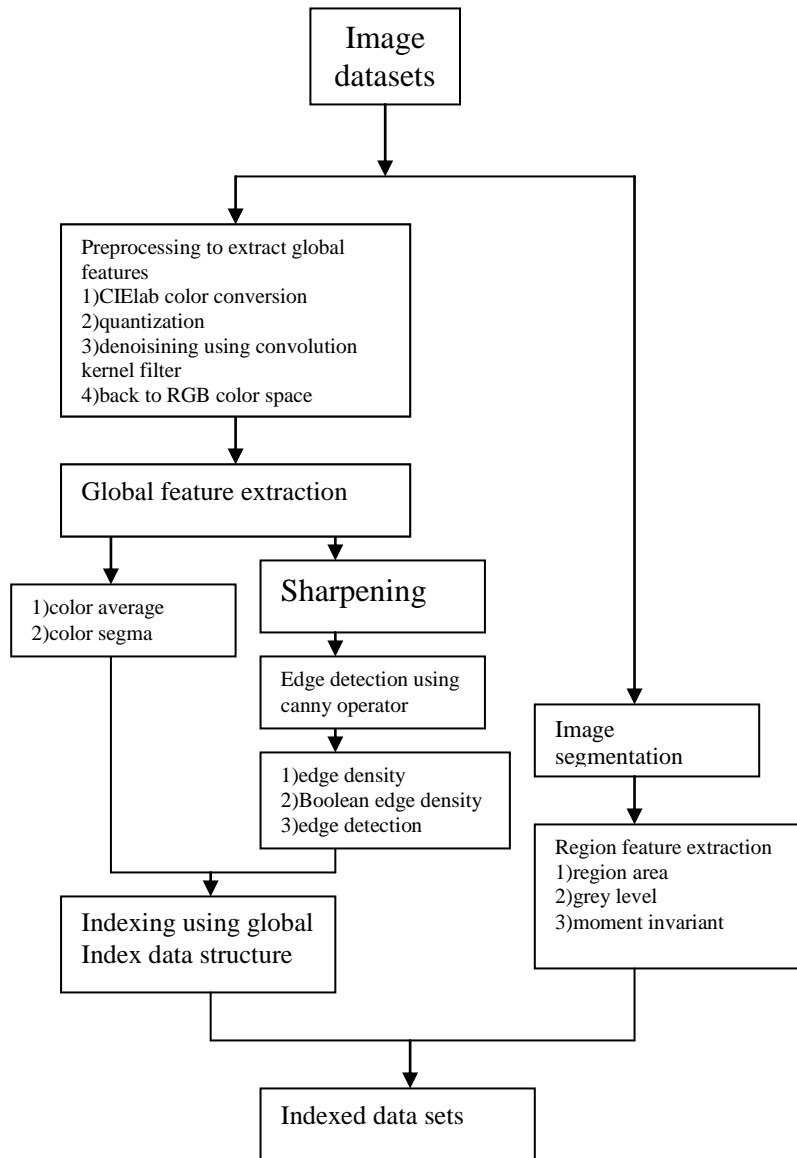 Image
datasets
Preprocessing to extract global
features
1)CIElab color conversion
2)quantization
3)denoisining using convolution
kernel filter
4)back to RGB color space
Global feature extraction
1)color average
2)color segma
Sharpening
Edge detection using
canny operator
1)edge density
2)Boolean edge density
3)edge detection
Image
segmentation
Region feature extraction
1)region area
2)grey level
3)moment invariant
Indexing using global
Index data structure
Indexed data sets